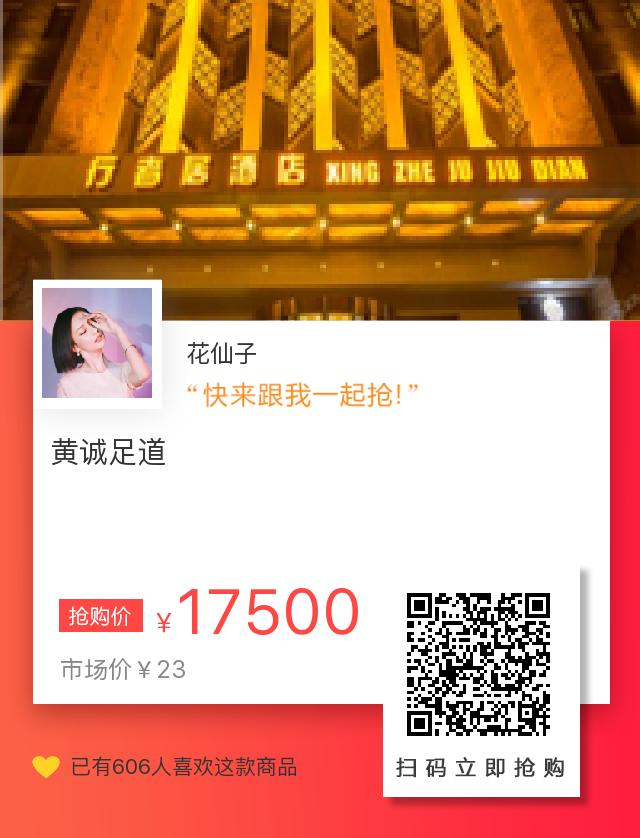 行者居酒店 XING ZHE JU JIU DIAN
花仙子
“快来跟我一起抢!”
黄诚足道
抢购价 ¥17500
市场价¥23
已有606人喜欢这款商品
扫码立即抢购